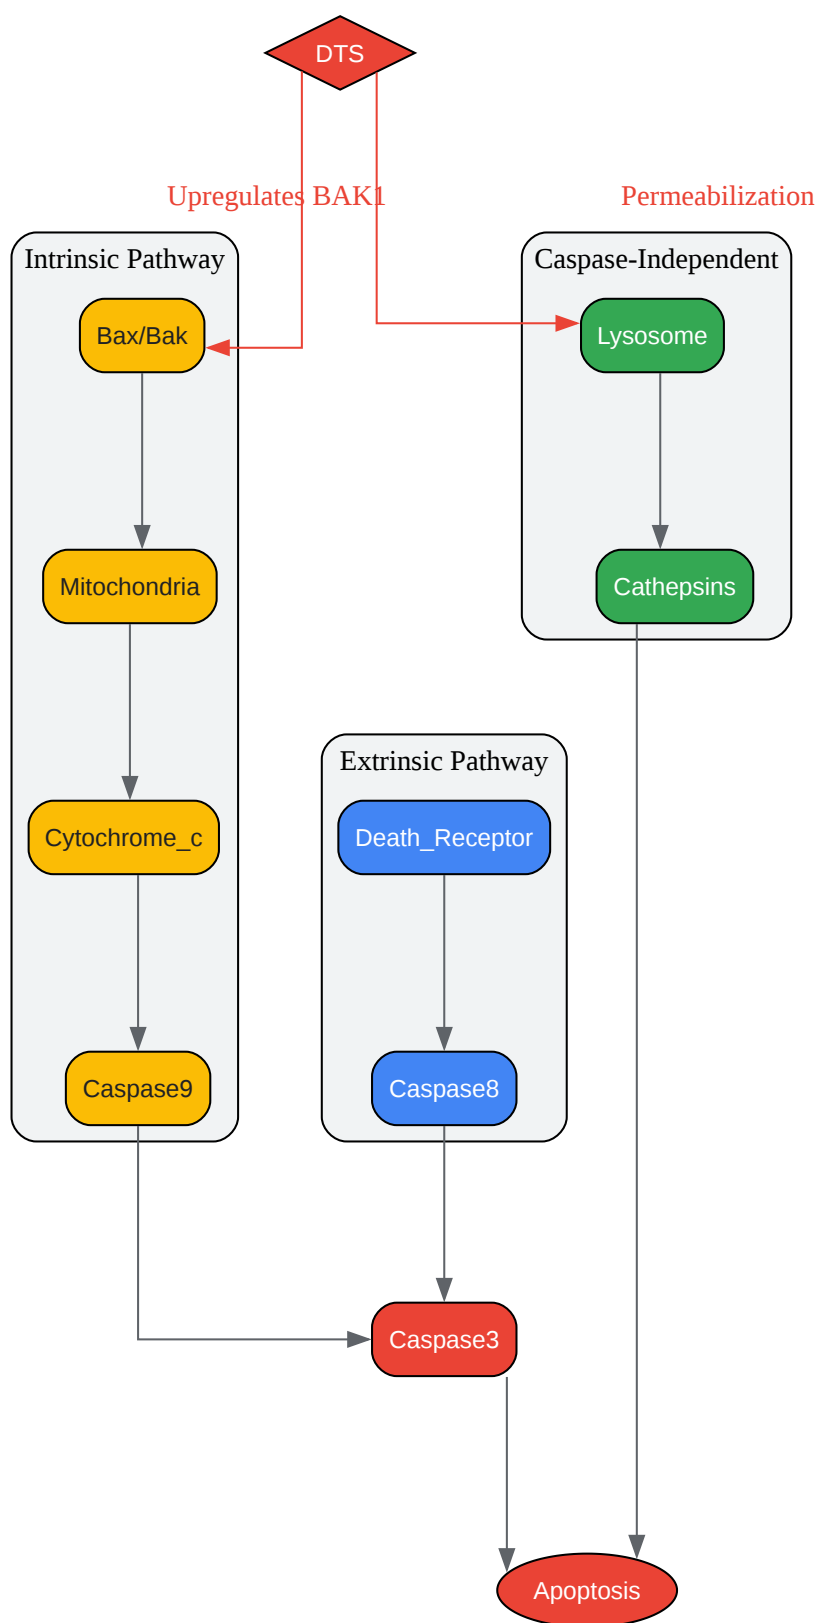 DTS
Upregulates BAK1
Permeabilization
Intrinsic Pathway
Caspase-Independent
Bax/Bak
Lysosome
Mitochondria
Cathepsins
Extrinsic Pathway
Cytochrome_c
Death_Receptor
Caspase9
Caspase8
Caspase3
Apoptosis